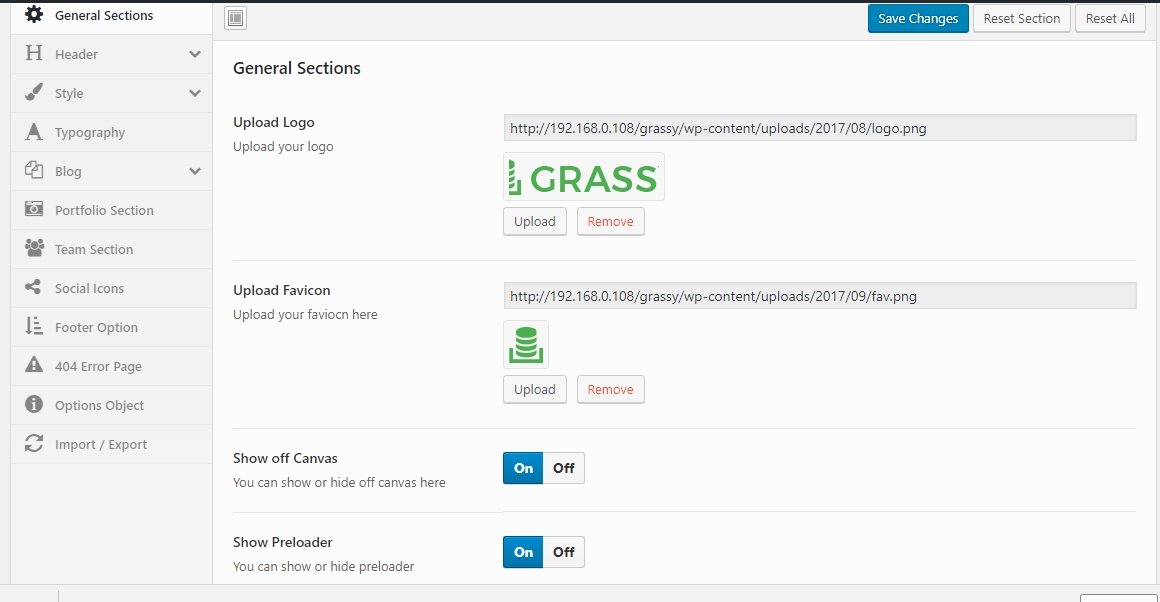 General Sections
Save Changes
Reset Section
Reset All
Header
Style
Typography
Blog
Portfolio Section
Team Section
Social Icons
Footer Option
404 Error Page
Options Object
Import / Export
General Sections
Upload Logo
Upload your logo
http://192.168.0.108/grassy/wp-content/uploads/2017/08/logo.png
GRASS
Upload
Remove
Upload Favicon
Upload your faviocn here
http://192.168.0.108/grassy/wp-content/uploads/2017/09/fav.png
Upload
Remove
Show off Canvas
You can show or hide off canvas here
On
Off
Show Preloader
You can show or hide preloader
On
Off